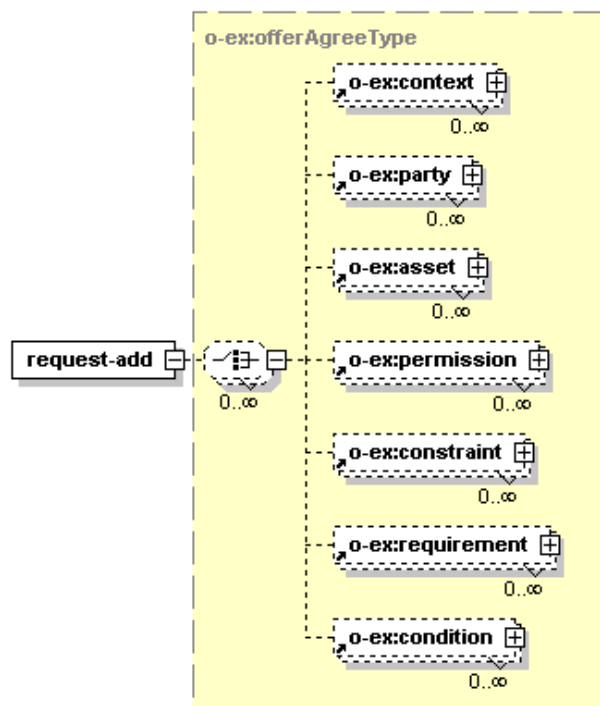 o-ex:offerAgreeType
o-ex:context
0..∞
o-ex:party
0..∞
o-ex:asset
0..∞
request-add
0..∞
o-ex:permission
0..∞
o-ex:constraint
0..∞
o-ex:requirement
0..∞
o-ex:condition
0..∞